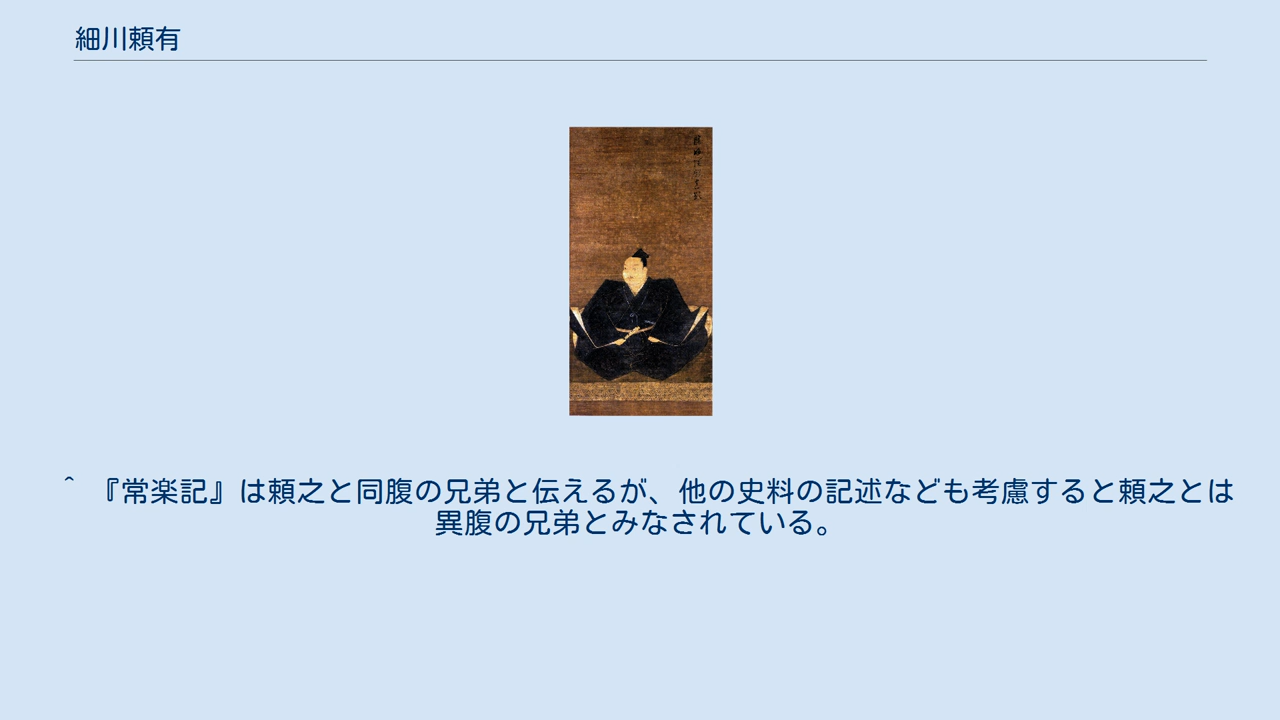 細川頼有
^ 『常楽記』は頼之と同腹の兄弟と伝えるが、他の史料の記述なども考慮すると頼之とは
異腹の兄弟とみなされている。